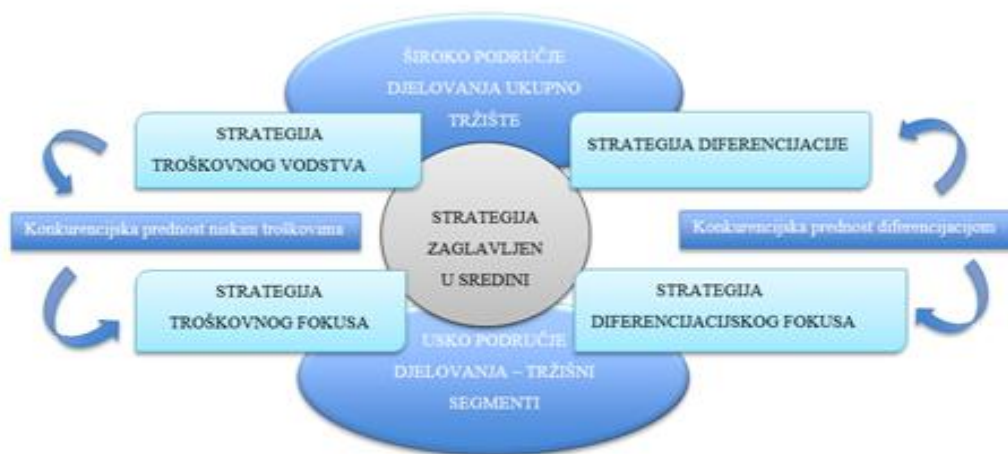 ŠIROKO PODRUČJE
DJELOVANJA UKUPNO
TRŽIŠTE
STRATEGIJA
TROŠKOVNOG VODSTVA
STRATEGIJA DIFERENCIJACIJE
Konkurencijska prednost niskim troškovima
STRATEGIJA
ZAGLAVLJEN
U SREDINI
Konkurencijska prednost diferencijacijom
STRATEGIJA
TROŠKOVNOG FOKUSA
STRATEGIJA
DIFERENCIJACIJSKOG FOKUSA
USKO PODRUČJE
DJELOVANJA – TRŽIŠNI
SEGMENTI